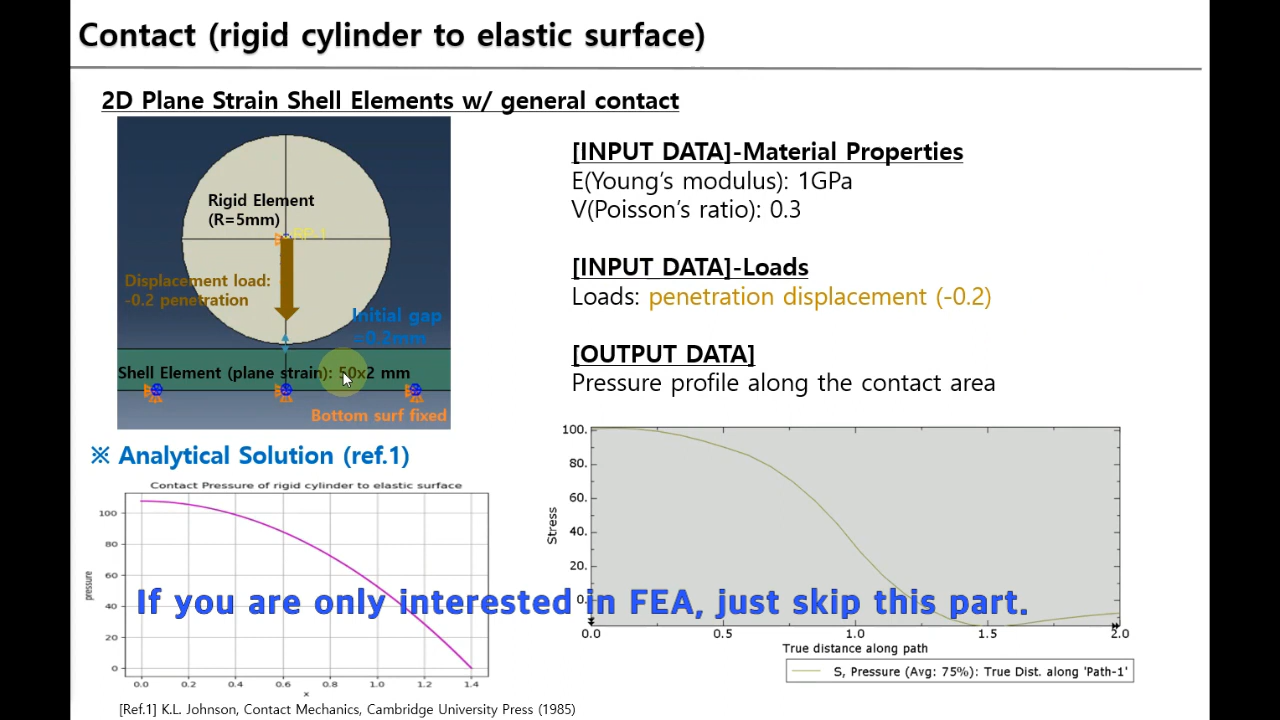 Contact (rigid cylinder to elastic surface)
2D Plane Strain Shell Elements w/ general contact
Rigid Element
(R=5mm)
RP-1
Displacement load:
-0.2 penetration
Initial gap
=0.2mm
Shell Element (plane strain): 50x2 mm
Bottom surf fixed
[INPUT DATA]-Material Properties
E(Young's modulus): 1GPa
V(Poisson's ratio): 0.3
[INPUT DATA]-Loads
Loads: penetration displacement (-0.2)
[OUTPUT DATA]
Pressure profile along the contact area
※ Analytical Solution (ref.1)
Contact Pressure of rigid cylinder to elastic surface
pressure
100
80
60
40
20
0
0.0 0.2 0.4 0.6 0.8 1.0 1.2 1.4
x
Stress
100.
80.
60.
40.
20.
0.
0.0 0.5 1.0 1.5 2.0
True distance along path
S, Pressure (Avg: 75%): True Dist. along 'Path-1'
If you are only interested in FEA, just skip this part.
[Ref.1] K.L. Johnson, Contact Mechanics, Cambridge University Press (1985)